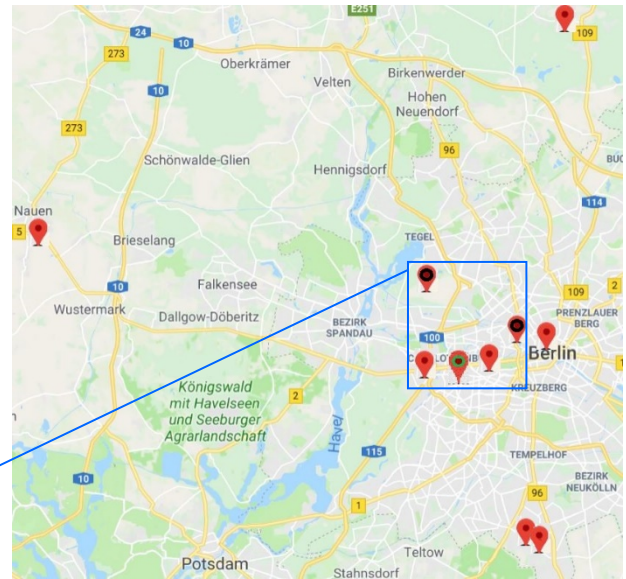 E251
24
10
109
273
Oberkrämer
Birkenwerder
Velten
10
Hohen
Neuendorf
273
96
Schönwalde-Glien
Hennigsdorf
114
Nauen
5
TEGEL
Brieselang
10
Falkensee
2
109
Wustermark
Dallgow-Döberitz
BEZIRK
SPANDAU
100
PRENZLAUER
BERG
Berlin
1
Königswald
mit Havelseen
und Seeburger
Agrarlandschaft
2
Havel
KREUZBERG
115
TEMPELHOF
10
BEZIRK
NEUKÖLLN
96
1
Teltow
Potsdam
Stahnsdorf